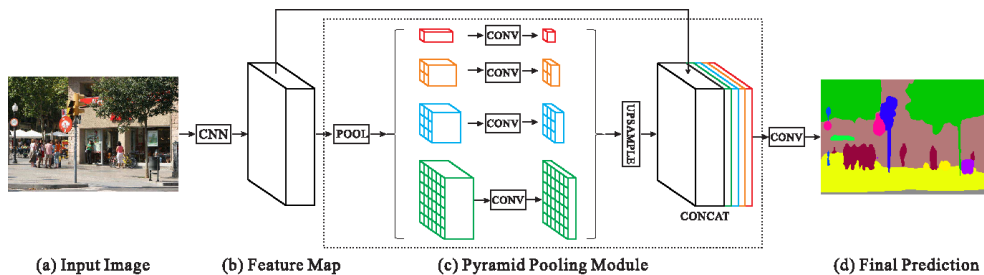 CNN
POOL
CONV
CONV
CONV
CONV
UPSAMPLE
CONCAT
CONV
(a) Input Image
(b) Feature Map
(c) Pyramid Pooling Module
(d) Final Prediction